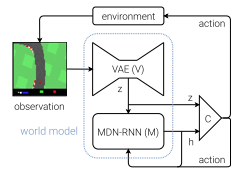 environment
action
VAE (V)
observation
z
z
C
world model
MDN-RNN (M)
h
action